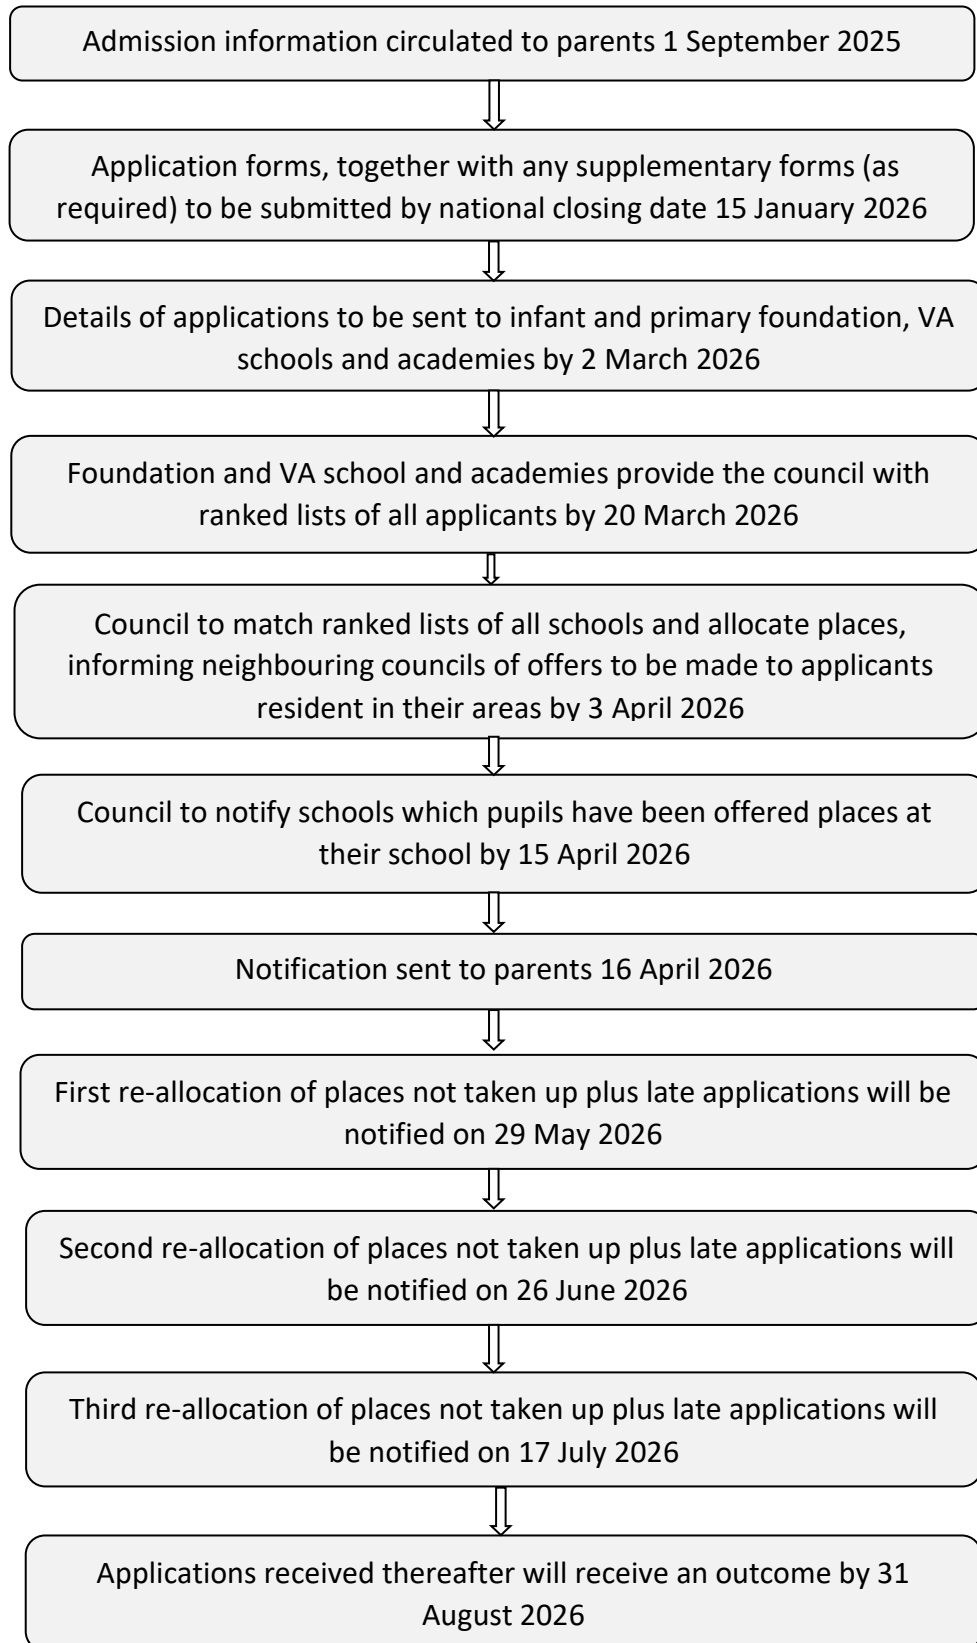 Admission information circulated to parents 1 September 2025
Application forms, together with any supplementary forms (as
required) to be submitted by national closing date 15 January 2026
Details of applications to be sent to infant and primary foundation, VA
schools and academies by 2 March 2026
Foundation and VA school and academies provide the council with
ranked lists of all applicants by 20 March 2026
Council to match ranked lists of all schools and allocate places,
informing neighbouring councils of offers to be made to applicants
resident in their areas by 3 April 2026
Council to notify schools which pupils have been offered places at
their school by 15 April 2026
Notification sent to parents 16 April 2026
First re-allocation of places not taken up plus late applications will be
notified on 29 May 2026
Second re-allocation of places not taken up plus late applications will
be notified on 26 June 2026
Third re-allocation of places not taken up plus late applications will
be notified on 17 July 2026
Applications received thereafter will receive an outcome by 31
August 2026